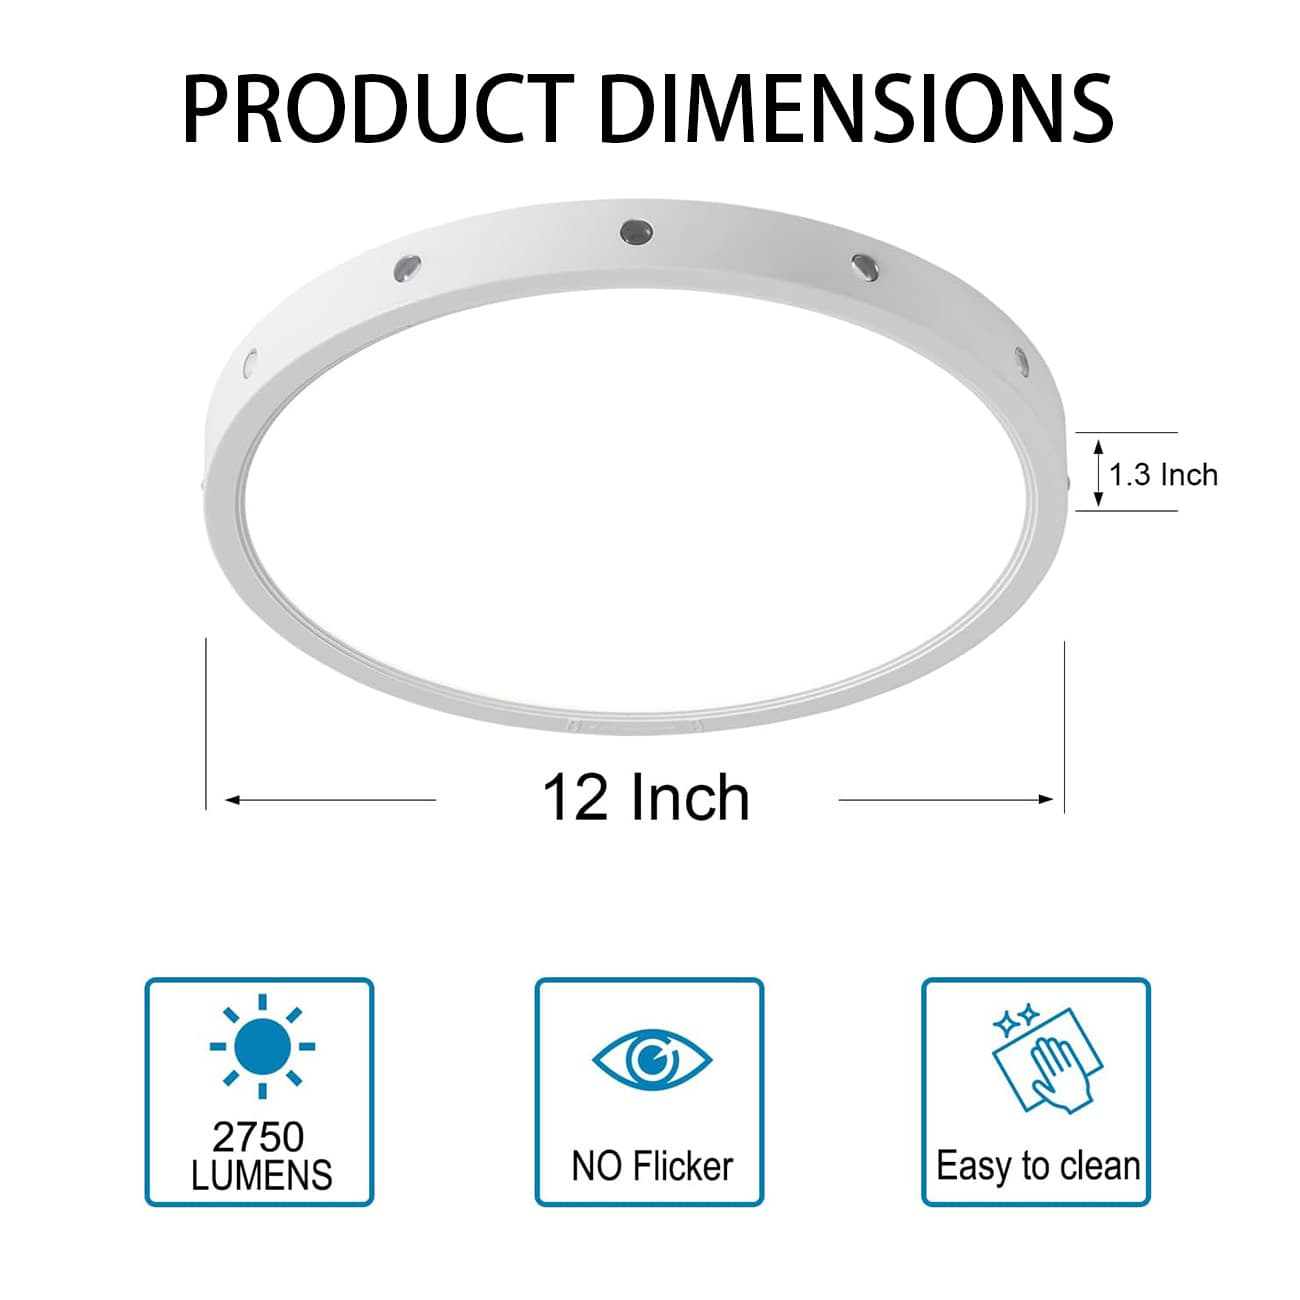 PRODUCT DIMENSIONS
1.3 Inch
12 Inch
2750
LUMENS
NO Flicker
Easy to clean